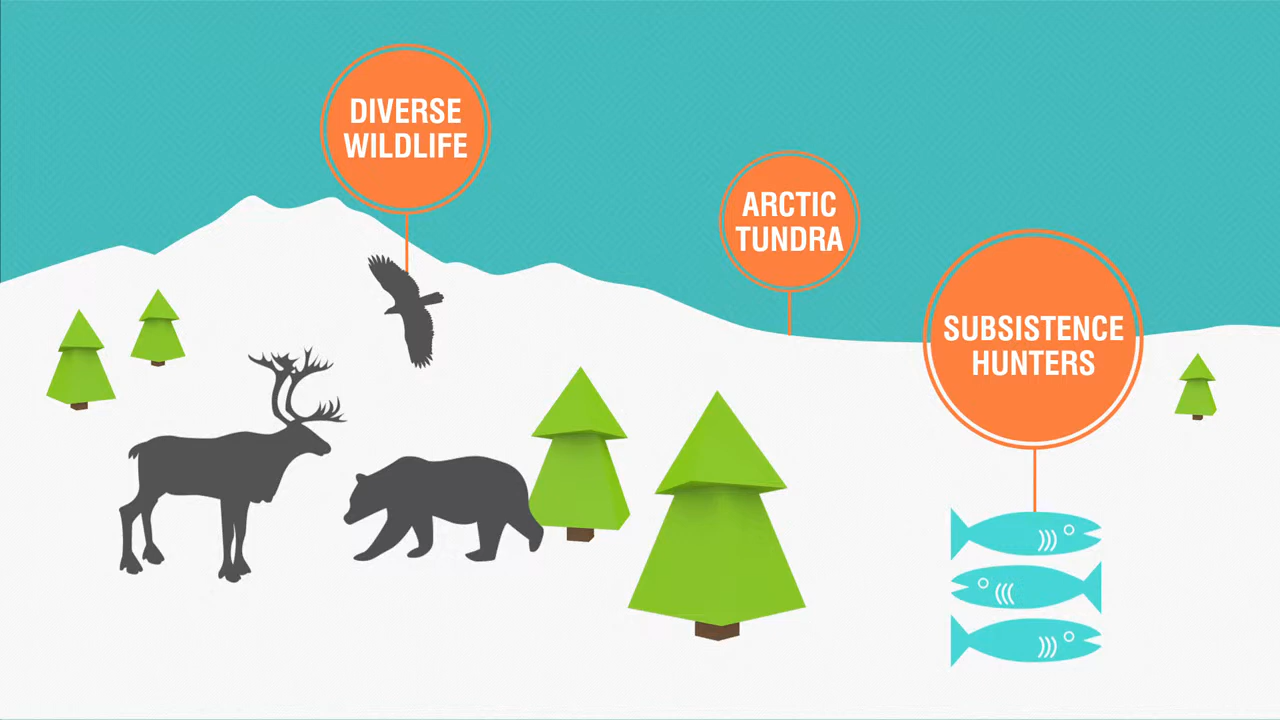 DIVERSE
WILDLIFE
ARCTIC
TUNDRA
SUBSISTENCE
HUNTERS